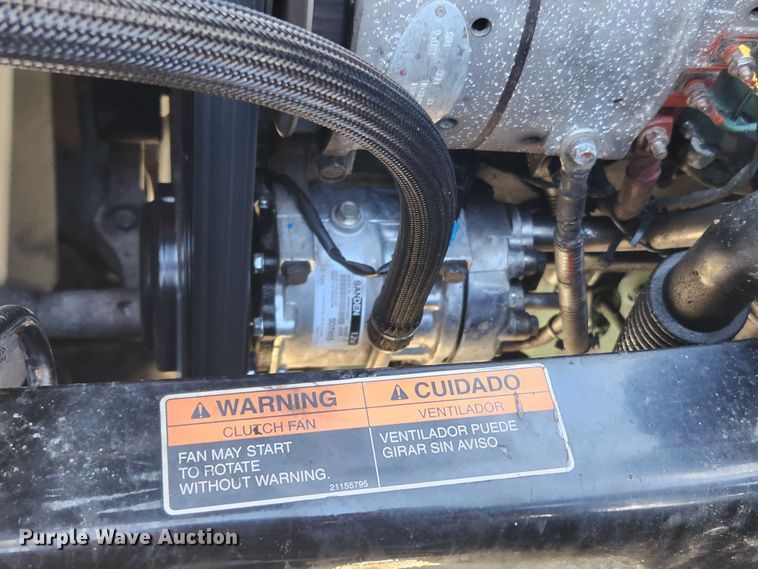 SANDEN
SD7H15
WARNING
CLUTCH FAN
FAN MAY START
TO ROTATE
WITHOUT WARNING.
21155795
CUIDADO
VENTILADOR
VENTILADOR PUEDE
GIRAR SIN AVISO.
Purple Wave Auction